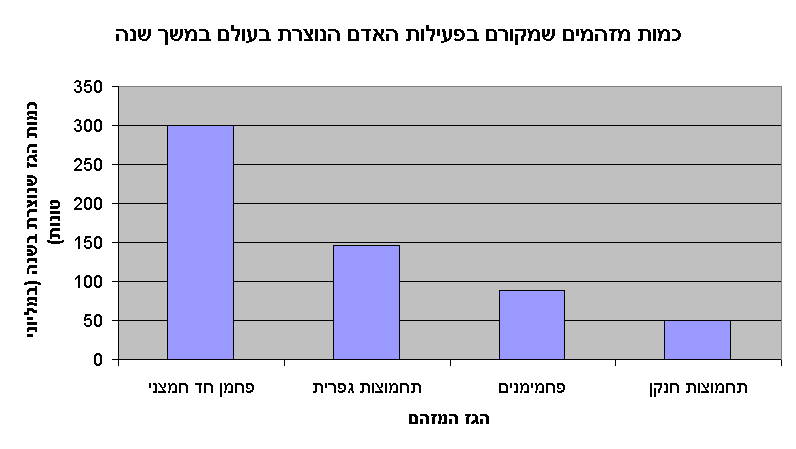 כמות מזהמים שמקורם בפעילות האדם הנוצרת בעולם במשך שנה
כמות הגז שנוצרת בשנה (במליוני
טונות)
350
300
250
200
150
100
50
0
פחמן חד חמצני
תחמוצות גפרית
פחמימנים
תחמוצות חנקן
הגז המזהם